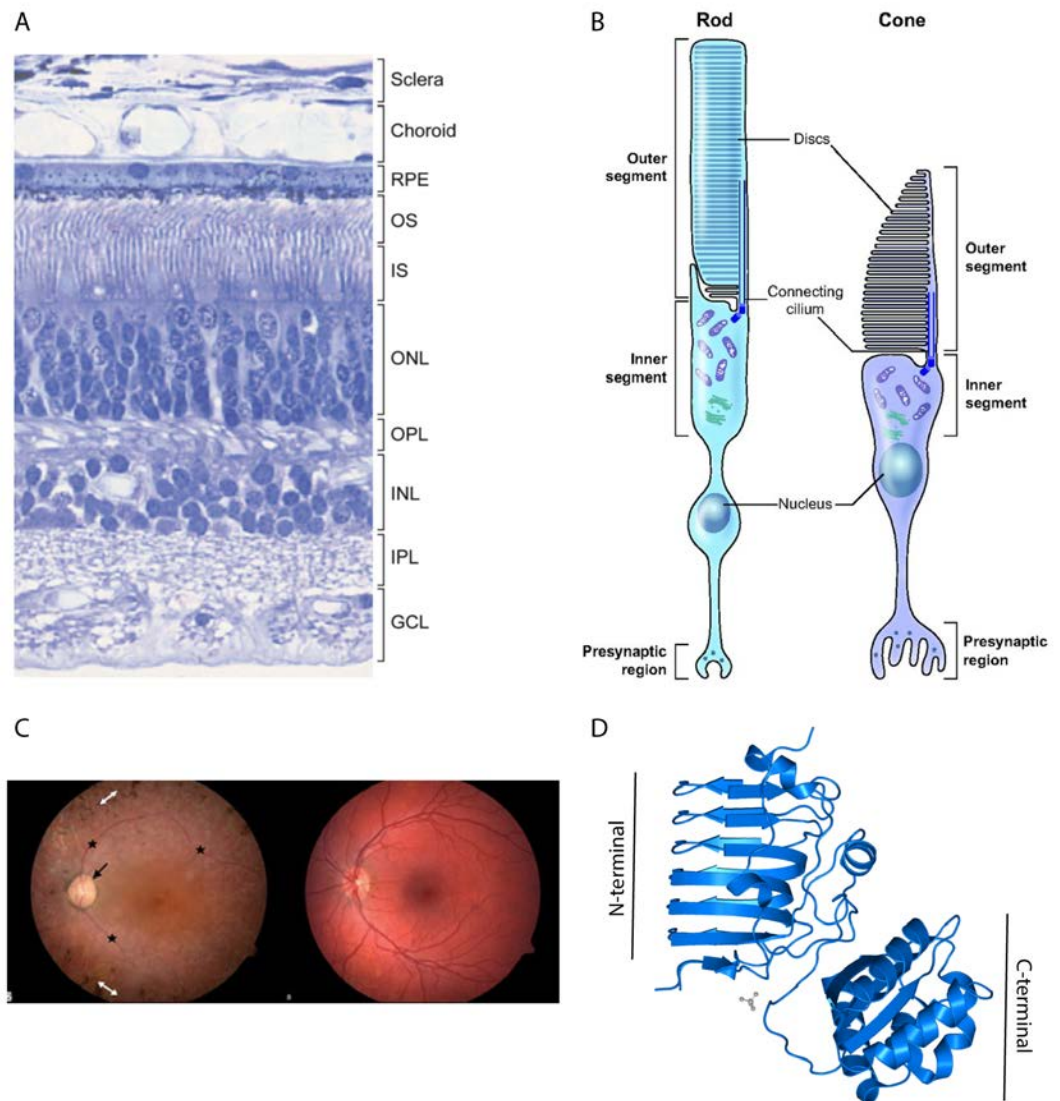 A
Sclera
Choroid
RPE
OS
IS
ONL
OPL
INL
IPL
GCL
B
Rod
Cone
Outer
segment
Discs
Connecting
cilium
Outer
segment
Inner
segment
Inner
segment
Nucleus
Presynaptic
region
Presynaptic
region
C
D
N-terminal
C-terminal